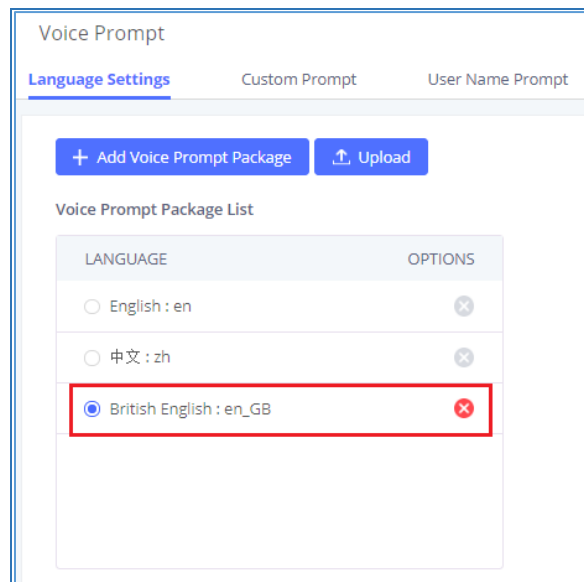 Voice Prompt
Language Settings Custom Prompt User Name Prompt
+ Add Voice Prompt Package Upload
Voice Prompt Package List
LANGUAGE OPTIONS
English : en
中文 : zh
British English : en_GB